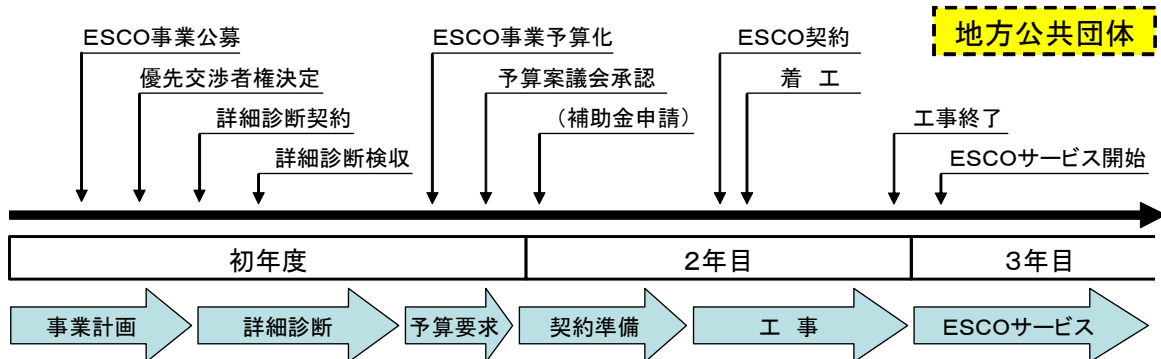 地方公共団体
ESCO事業公募
ESCO事業予算化
ESCO契約
優先交渉者権決定
予算案議会承認
着 工
詳細診断契約
（補助金申請）
工事終了
詳細診断検収
ESCOサービス開始
初年度
2年目
3年目
事業計画
詳細診断
予算要求
契約準備
工 事
ESCOサービス